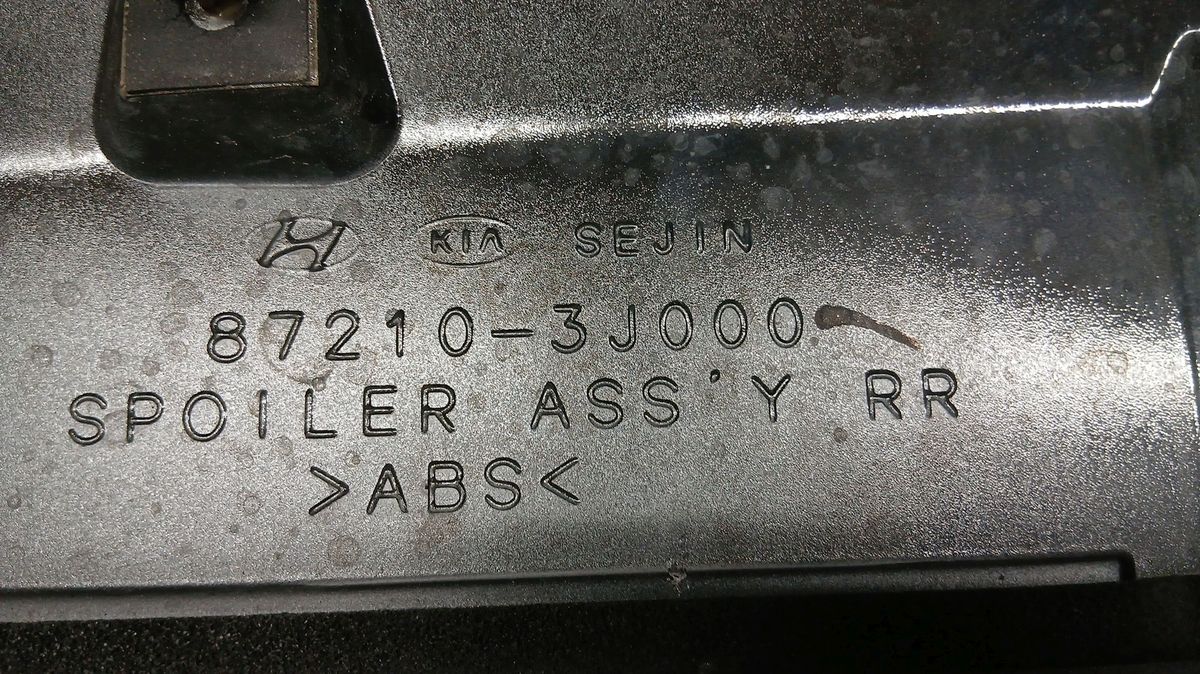 KIA SEJIN
87210-3J000
SPOILER ASS'Y RR
>ABS<